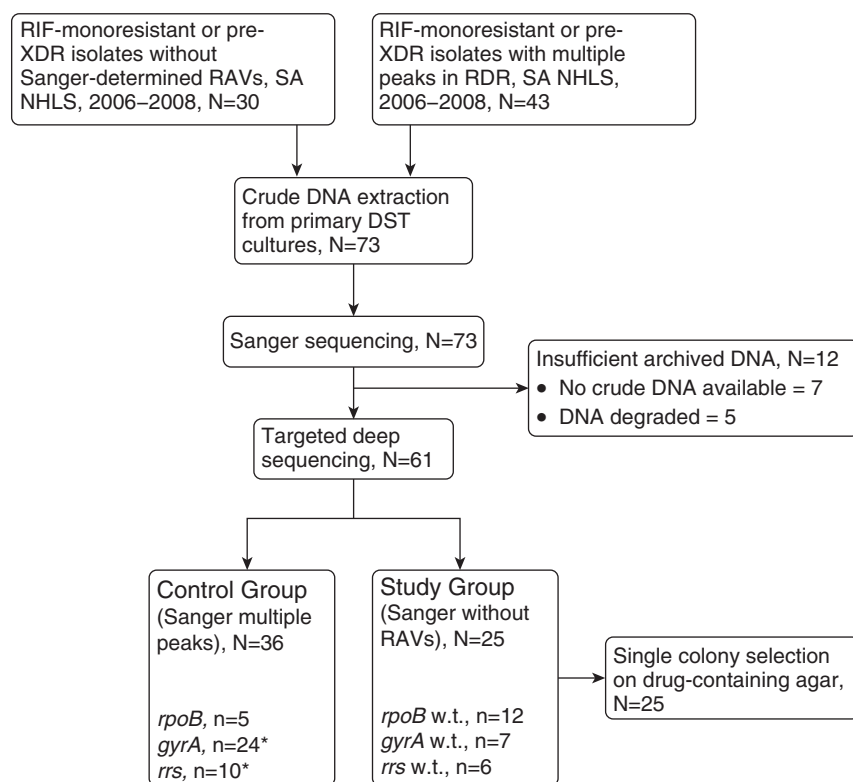 RIF-monoresistant or pre-
XDR isolates without
Sanger-determined RAVs, SA
NHLS, 2006–2008, N=30
RIF-monoresistant or pre-
XDR isolates with multiple
peaks in RDR, SA NHLS,
2006–2008, N=43
Crude DNA extraction
from primary DST
cultures, N=73
Sanger sequencing, N=73
Insufficient archived DNA, N=12
• No crude DNA available = 7
• DNA degraded = 5
Targeted deep
sequencing, N=61
Control Group
(Sanger multiple
peaks), N=36
rpoB, n=5
gyrA, n=24*
rrs, n=10*
Study Group
(Sanger without
RAVs), N=25
rpoB w.t., n=12
gyrA w.t., n=7
rrs w.t., n=6
Single colony selection
on drug-containing agar,
N=25